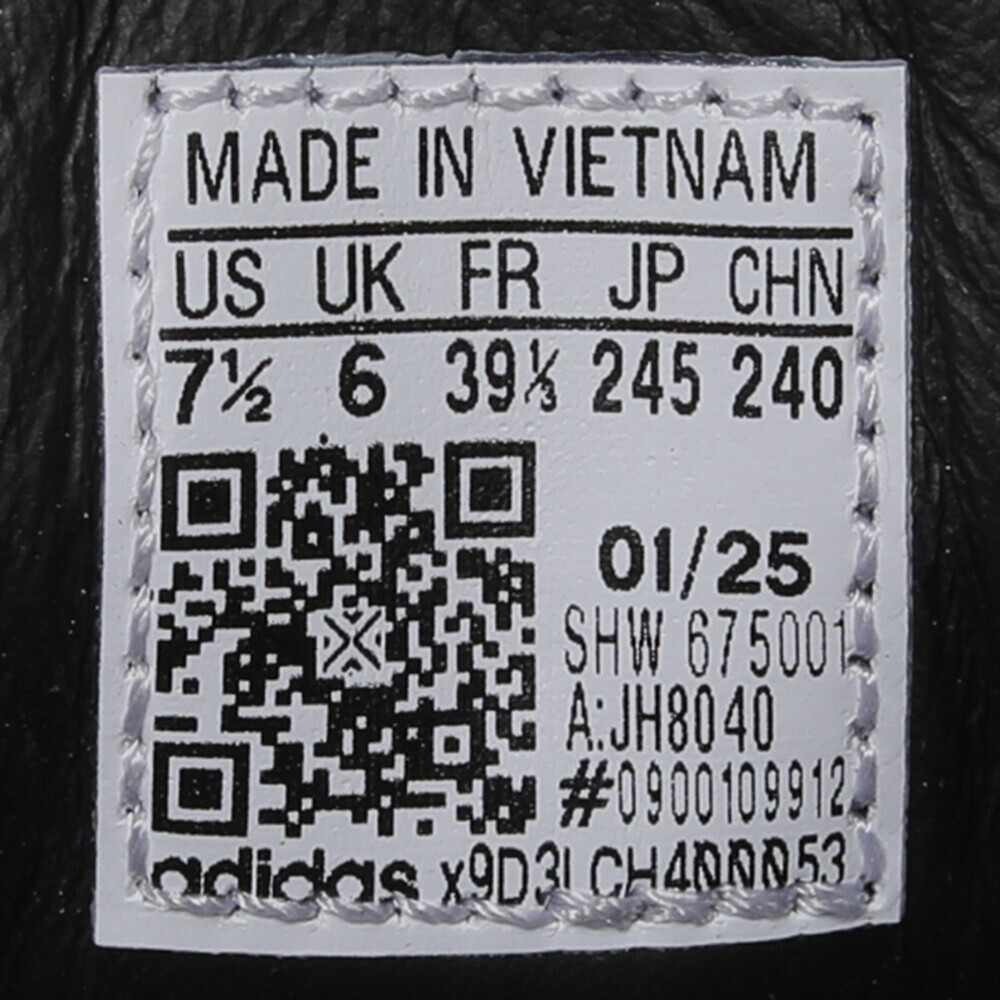 MADE IN VIETNAM
US UK FR JP CHN
7½ 6 39⅓ 245 240
01/25
SHW 675001
A:JH8040
#0900109912
adidas